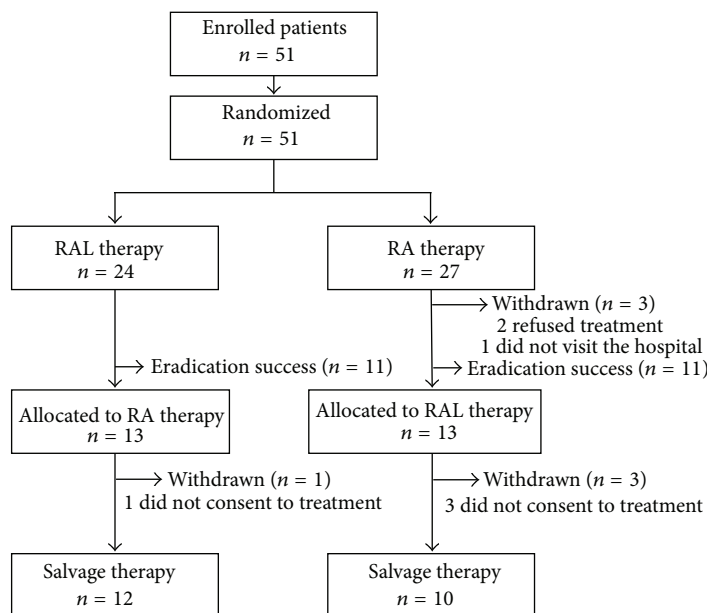 Enrolled patients
n = 51
Randomized
n = 51
RAL therapy
n = 24
RA therapy
n = 27
Withdrawn (n = 3)
2 refused treatment
1 did not visit the hospital
Eradication success (n = 11)
Eradication success (n = 11)
Allocated to RA therapy
n = 13
Allocated to RAL therapy
n = 13
Withdrawn (n = 1)
1 did not consent to treatment
Withdrawn (n = 3)
3 did not consent to treatment
Salvage therapy
n = 12
Salvage therapy
n = 10